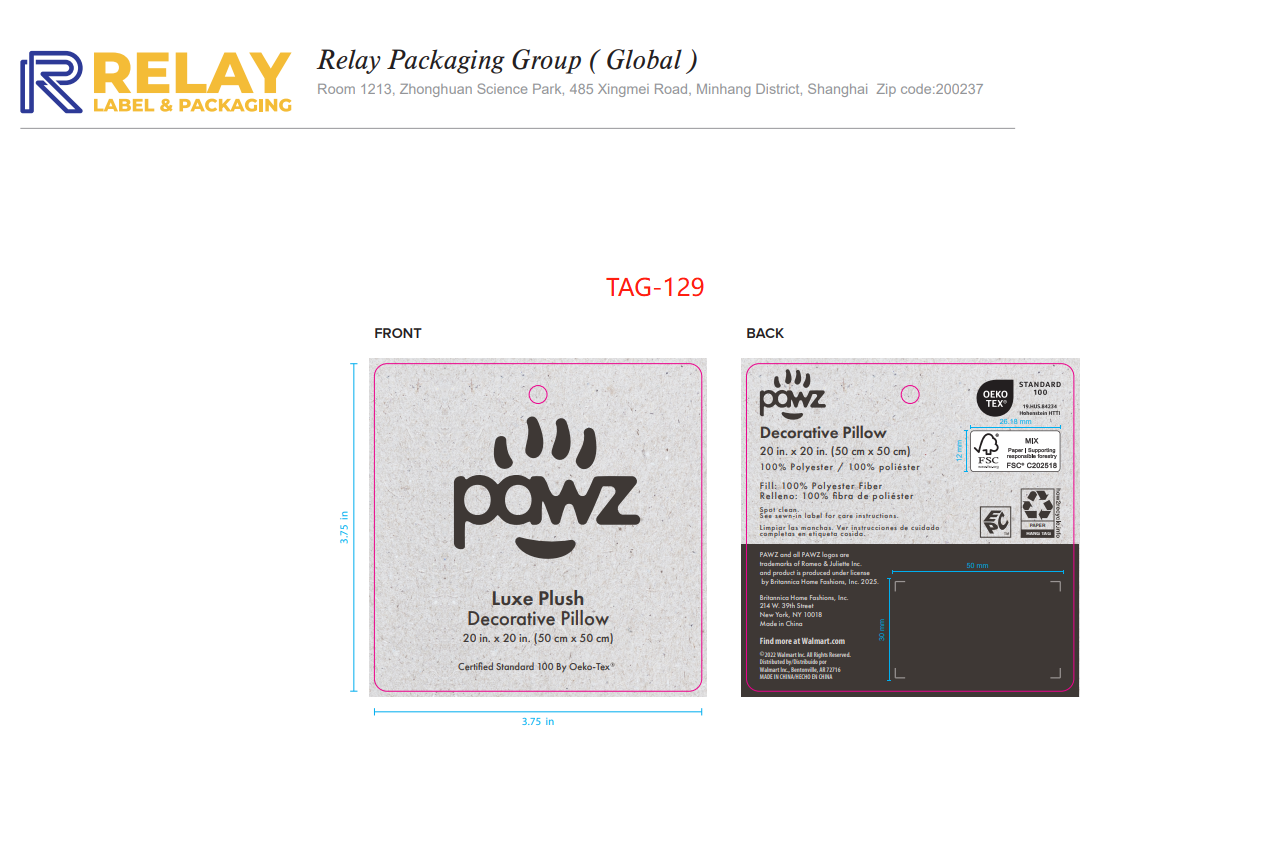 RELAY
LABEL & PACKAGING
Relay Packaging Group ( Global )
Room 1213, Zhonghuan Science Park, 485 Xingmei Road, Minhang District, Shanghai  Zip code:200237
TAG-129
FRONT
3.75 in
pawz
Luxe Plush
Decorative Pillow
20 in. x 20 in. (50 cm x 50 cm)
Certified Standard 100 By Oeko-Tex®
3.75 in
BACK
pawz
Decorative Pillow
20 in. x 20 in. (50 cm x 50 cm)
100% Polyester / 100% poliéster
Fill: 100% Polyester Fiber
Relleno: 100% fibra de poliéster
Spot clean.
See sewn-in label for care instructions.
Limpiar las manchas. Ver instrucciones de cuidado
completas en etiqueta cosida.
OEKO
TEX®
STANDARD
100
19.HUS.84234
Hohenstein HTTI
26.18 mm
12 mm
FSC
MIX
Paper | Supporting
responsible forestry
FSC® C202518
EPC
TM
how2recycle.info
PAPER
HANG TAG
PAWZ and all PAWZ logos are
trademarks of Romeo & Juliette Inc.
and product is produced under license
by Britannica Home Fashions, Inc. 2025.
Britannica Home Fashions, Inc.
214 W. 39th Street
New York, NY 10018
Made in China
Find more at Walmart.com
©2022 Walmart Inc. All Rights Reserved.
Distributed by/Distribuido por
Walmart Inc., Bentonville, AR 72716
MADE IN CHINA/HECHO EN CHINA
50 mm
30 mm